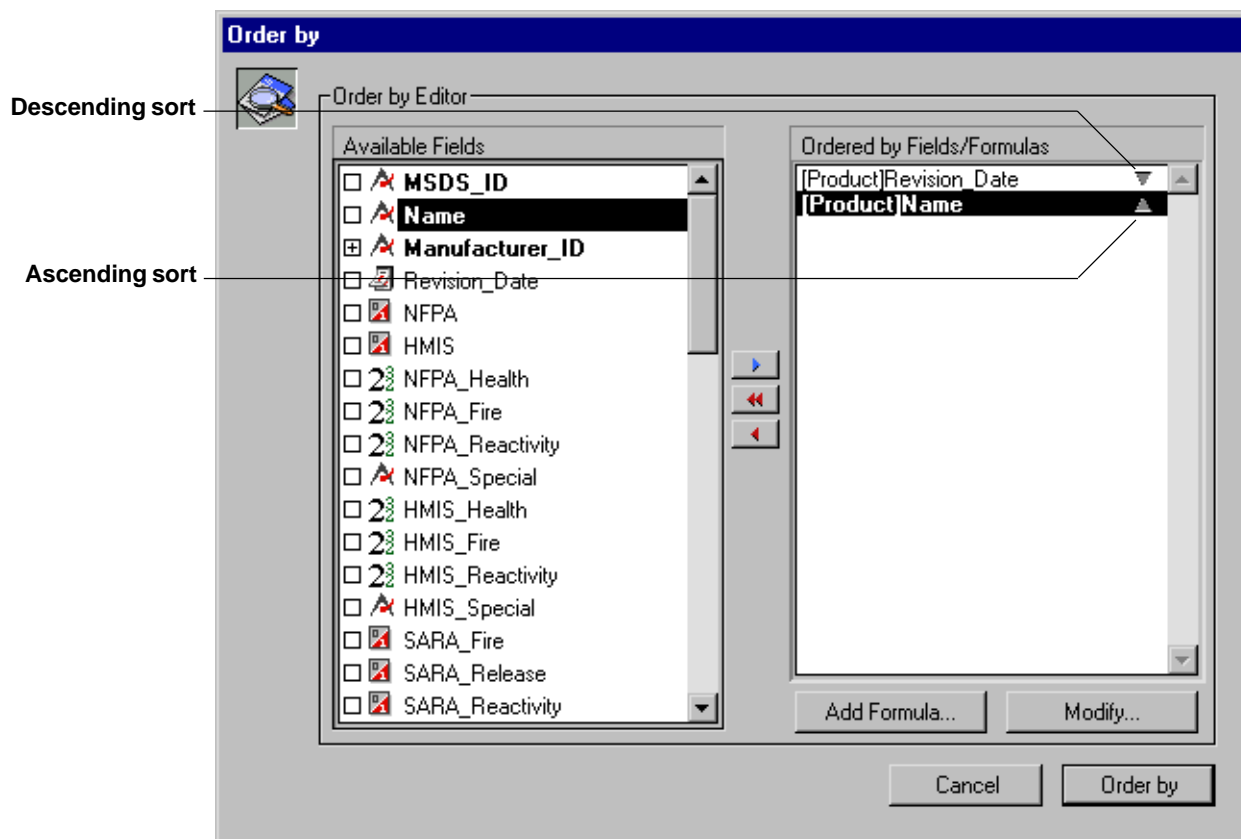 Order by
Descending sort
Ascending sort
Order by Editor
Available Fields
MSDS_ID
Name
Manufacturer_ID
Revision_Date
NFPA
HMIS
NFPA_Health
NFPA_Fire
NFPA_Reactivity
NFPA_Special
HMIS_Health
HMIS_Fire
HMIS_Reactivity
HMIS_Special
SARA_Fire
SARA_Release
SARA_Reactivity
Ordered by Fields/Formulas
[Product]Revision_Date
[Product]Name
Add Formula...
Modify...
Cancel
Order by